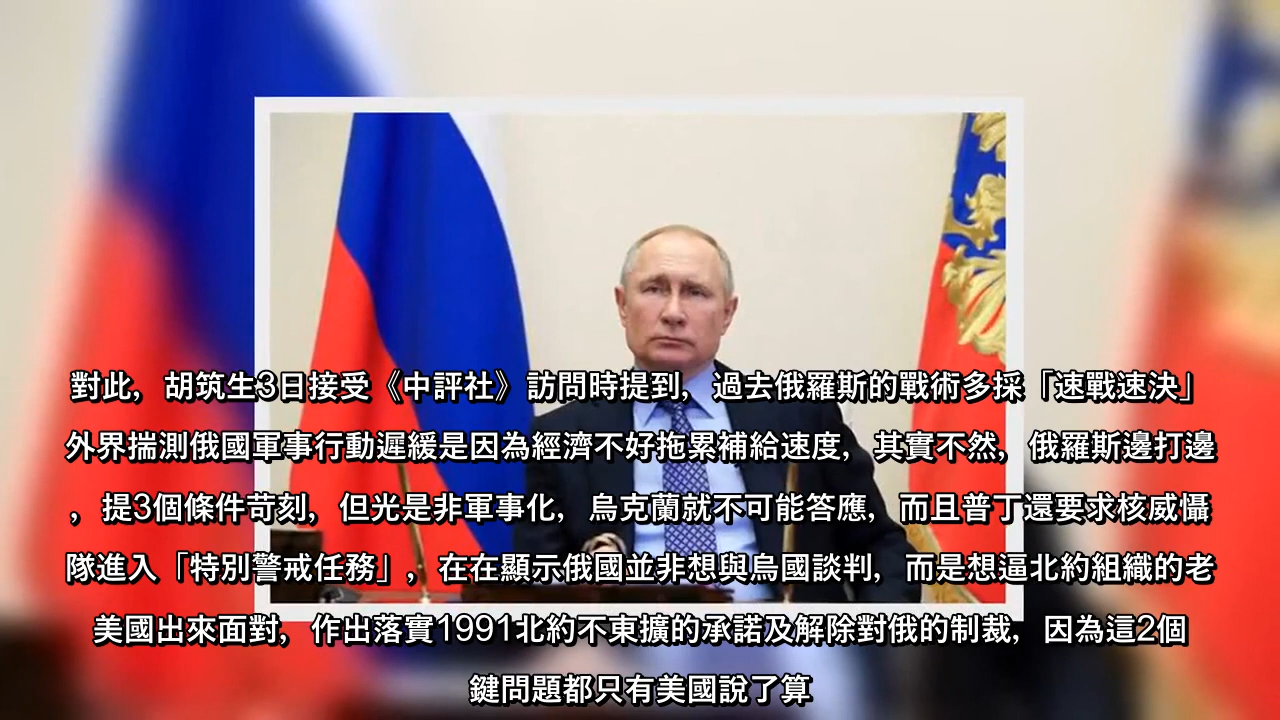 對此，胡筑生3日接受《中評社》訪問時提到，過去俄羅斯的戰術多採「速戰速決」
外界揣測俄國軍事行動遲緩是因為經濟不好拖累補給速度，其實不然，俄羅斯邊打邊
，提3個條件苛刻，但光是非軍事化，烏克蘭就不可能答應，而且普丁還要求核威懾
隊進入「特別警戒任務」，在在顯示俄國並非想與烏國談判，而是想逼北約組織的老
美國出來面對，作出落實1991北約不東擴的承諾及解除對俄的制裁，因為這2個
鍵問題都只有美國說了算